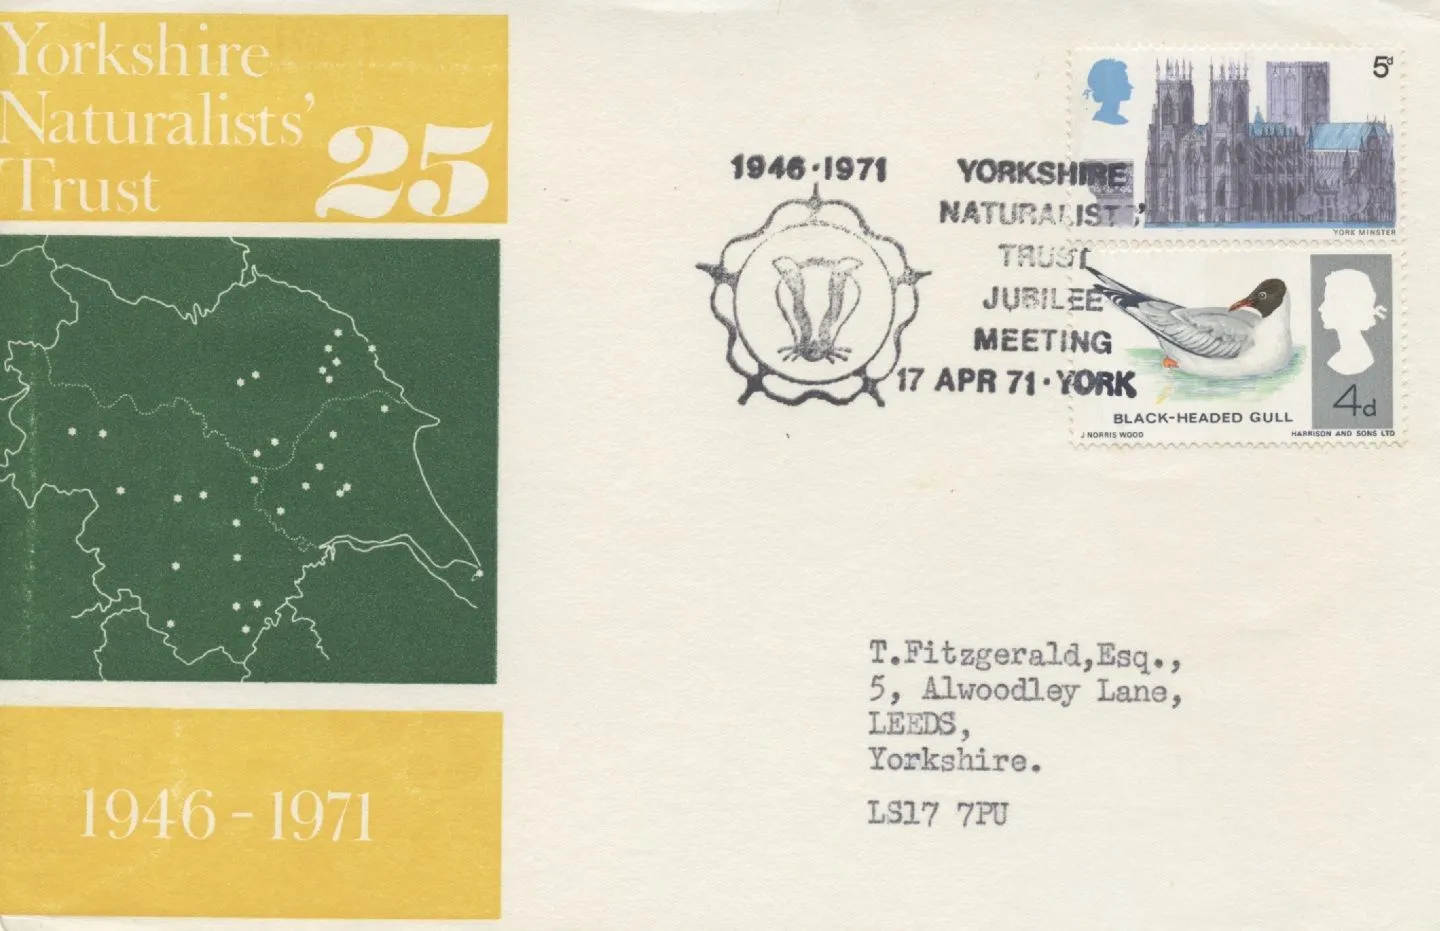 Yorkshire
Naturalists'
Trust
25
1946 - 1971
1946·1971
YORKSHIRE
NATURALISTS'
TRUST
JUBILEE
MEETING
17 APR 71·YORK
5d
YORK MINSTER
4d
BLACK-HEADED GULL
J NORRIS WOOD
HARRISON AND SONS LTD
T.Fitzgerald,Esq.,
5, Alwoodley Lane,
LEEDS,
Yorkshire.
LS17 7PU